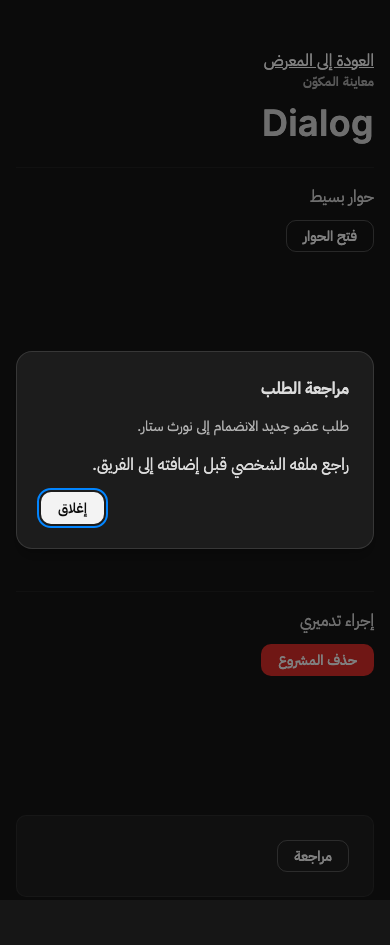 العودة إلى المعرض
معاينة المكوّن
Dialog
حوار بسيط
فتح الحوار
مراجعة الطلب
طلب عضو جديد الانضمام إلى نورث ستار.
راجع ملفه الشخصي قبل إضافته إلى الفريق.
إغلاق
إجراء تدميري
حذف المشروع
مراجعة